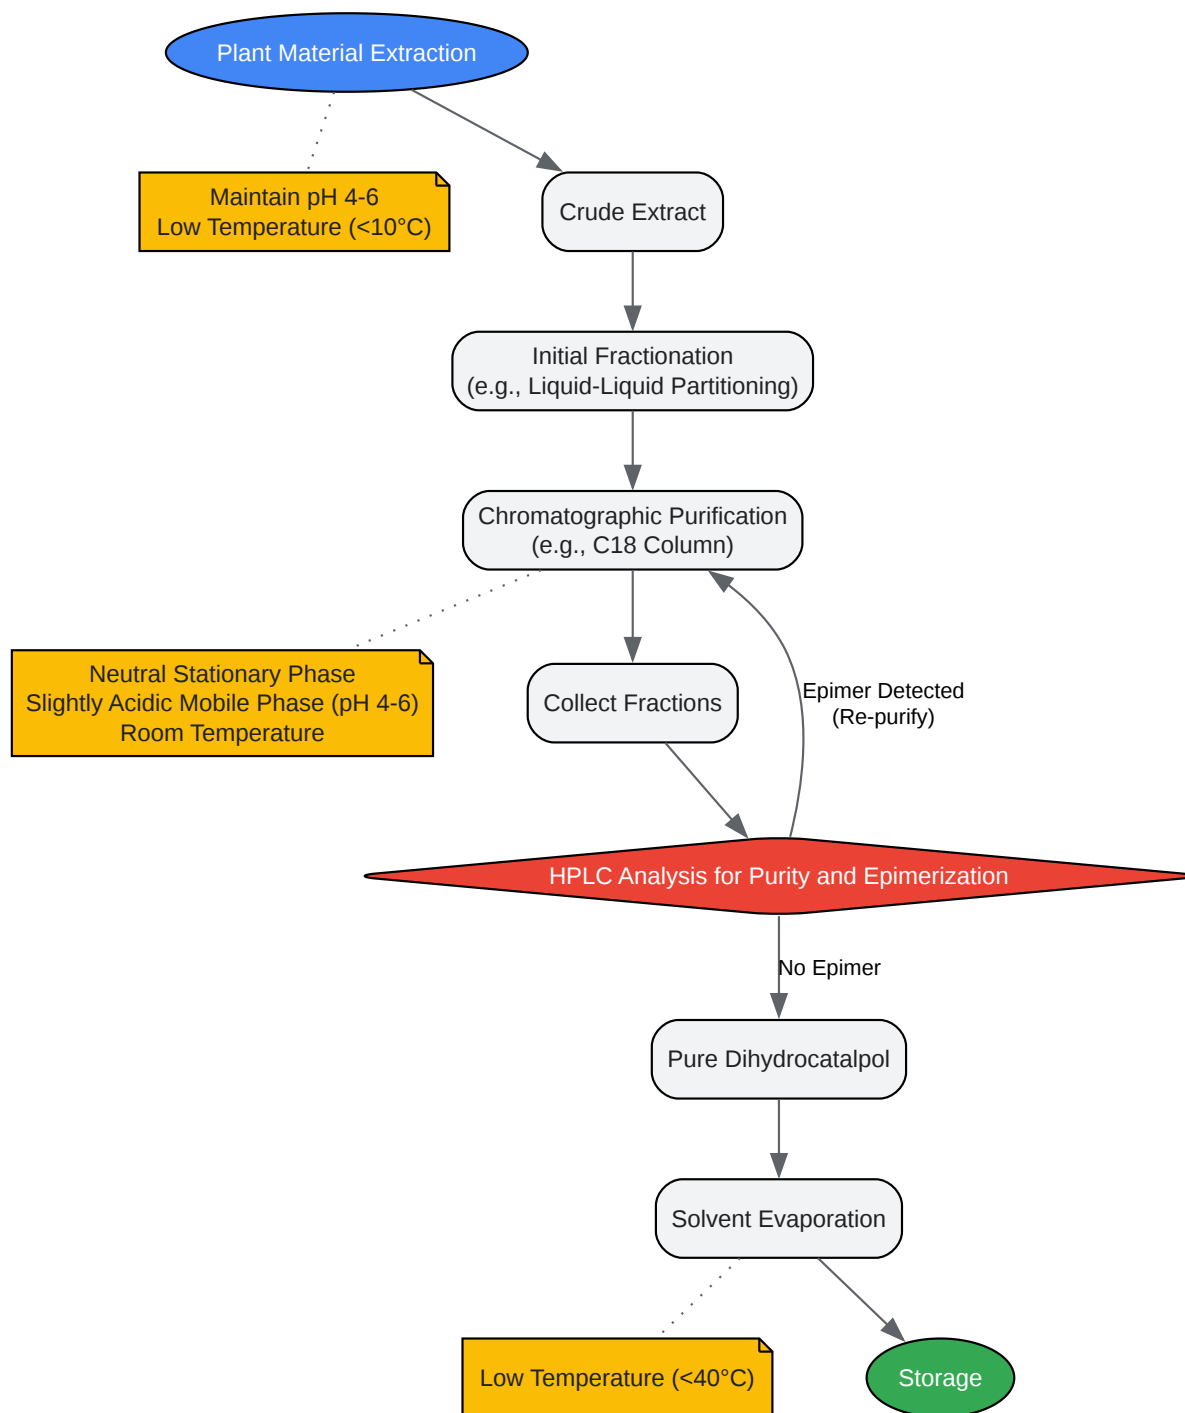 Plant Material Extraction
Maintain pH 4-6
Low Temperature (<10°C)
Crude Extract
Initial Fractionation
(e.g., Liquid-Liquid Partitioning)
Chromatographic Purification
(e.g., C18 Column)
Neutral Stationary Phase
Slightly Acidic Mobile Phase (pH 4-6)
Room Temperature
Collect Fractions
Epimer Detected
(Re-purify)
HPLC Analysis for Purity and Epimerization
No Epimer
Pure Dihydrocatalpol
Solvent Evaporation
Low Temperature (<40°C)
Storage